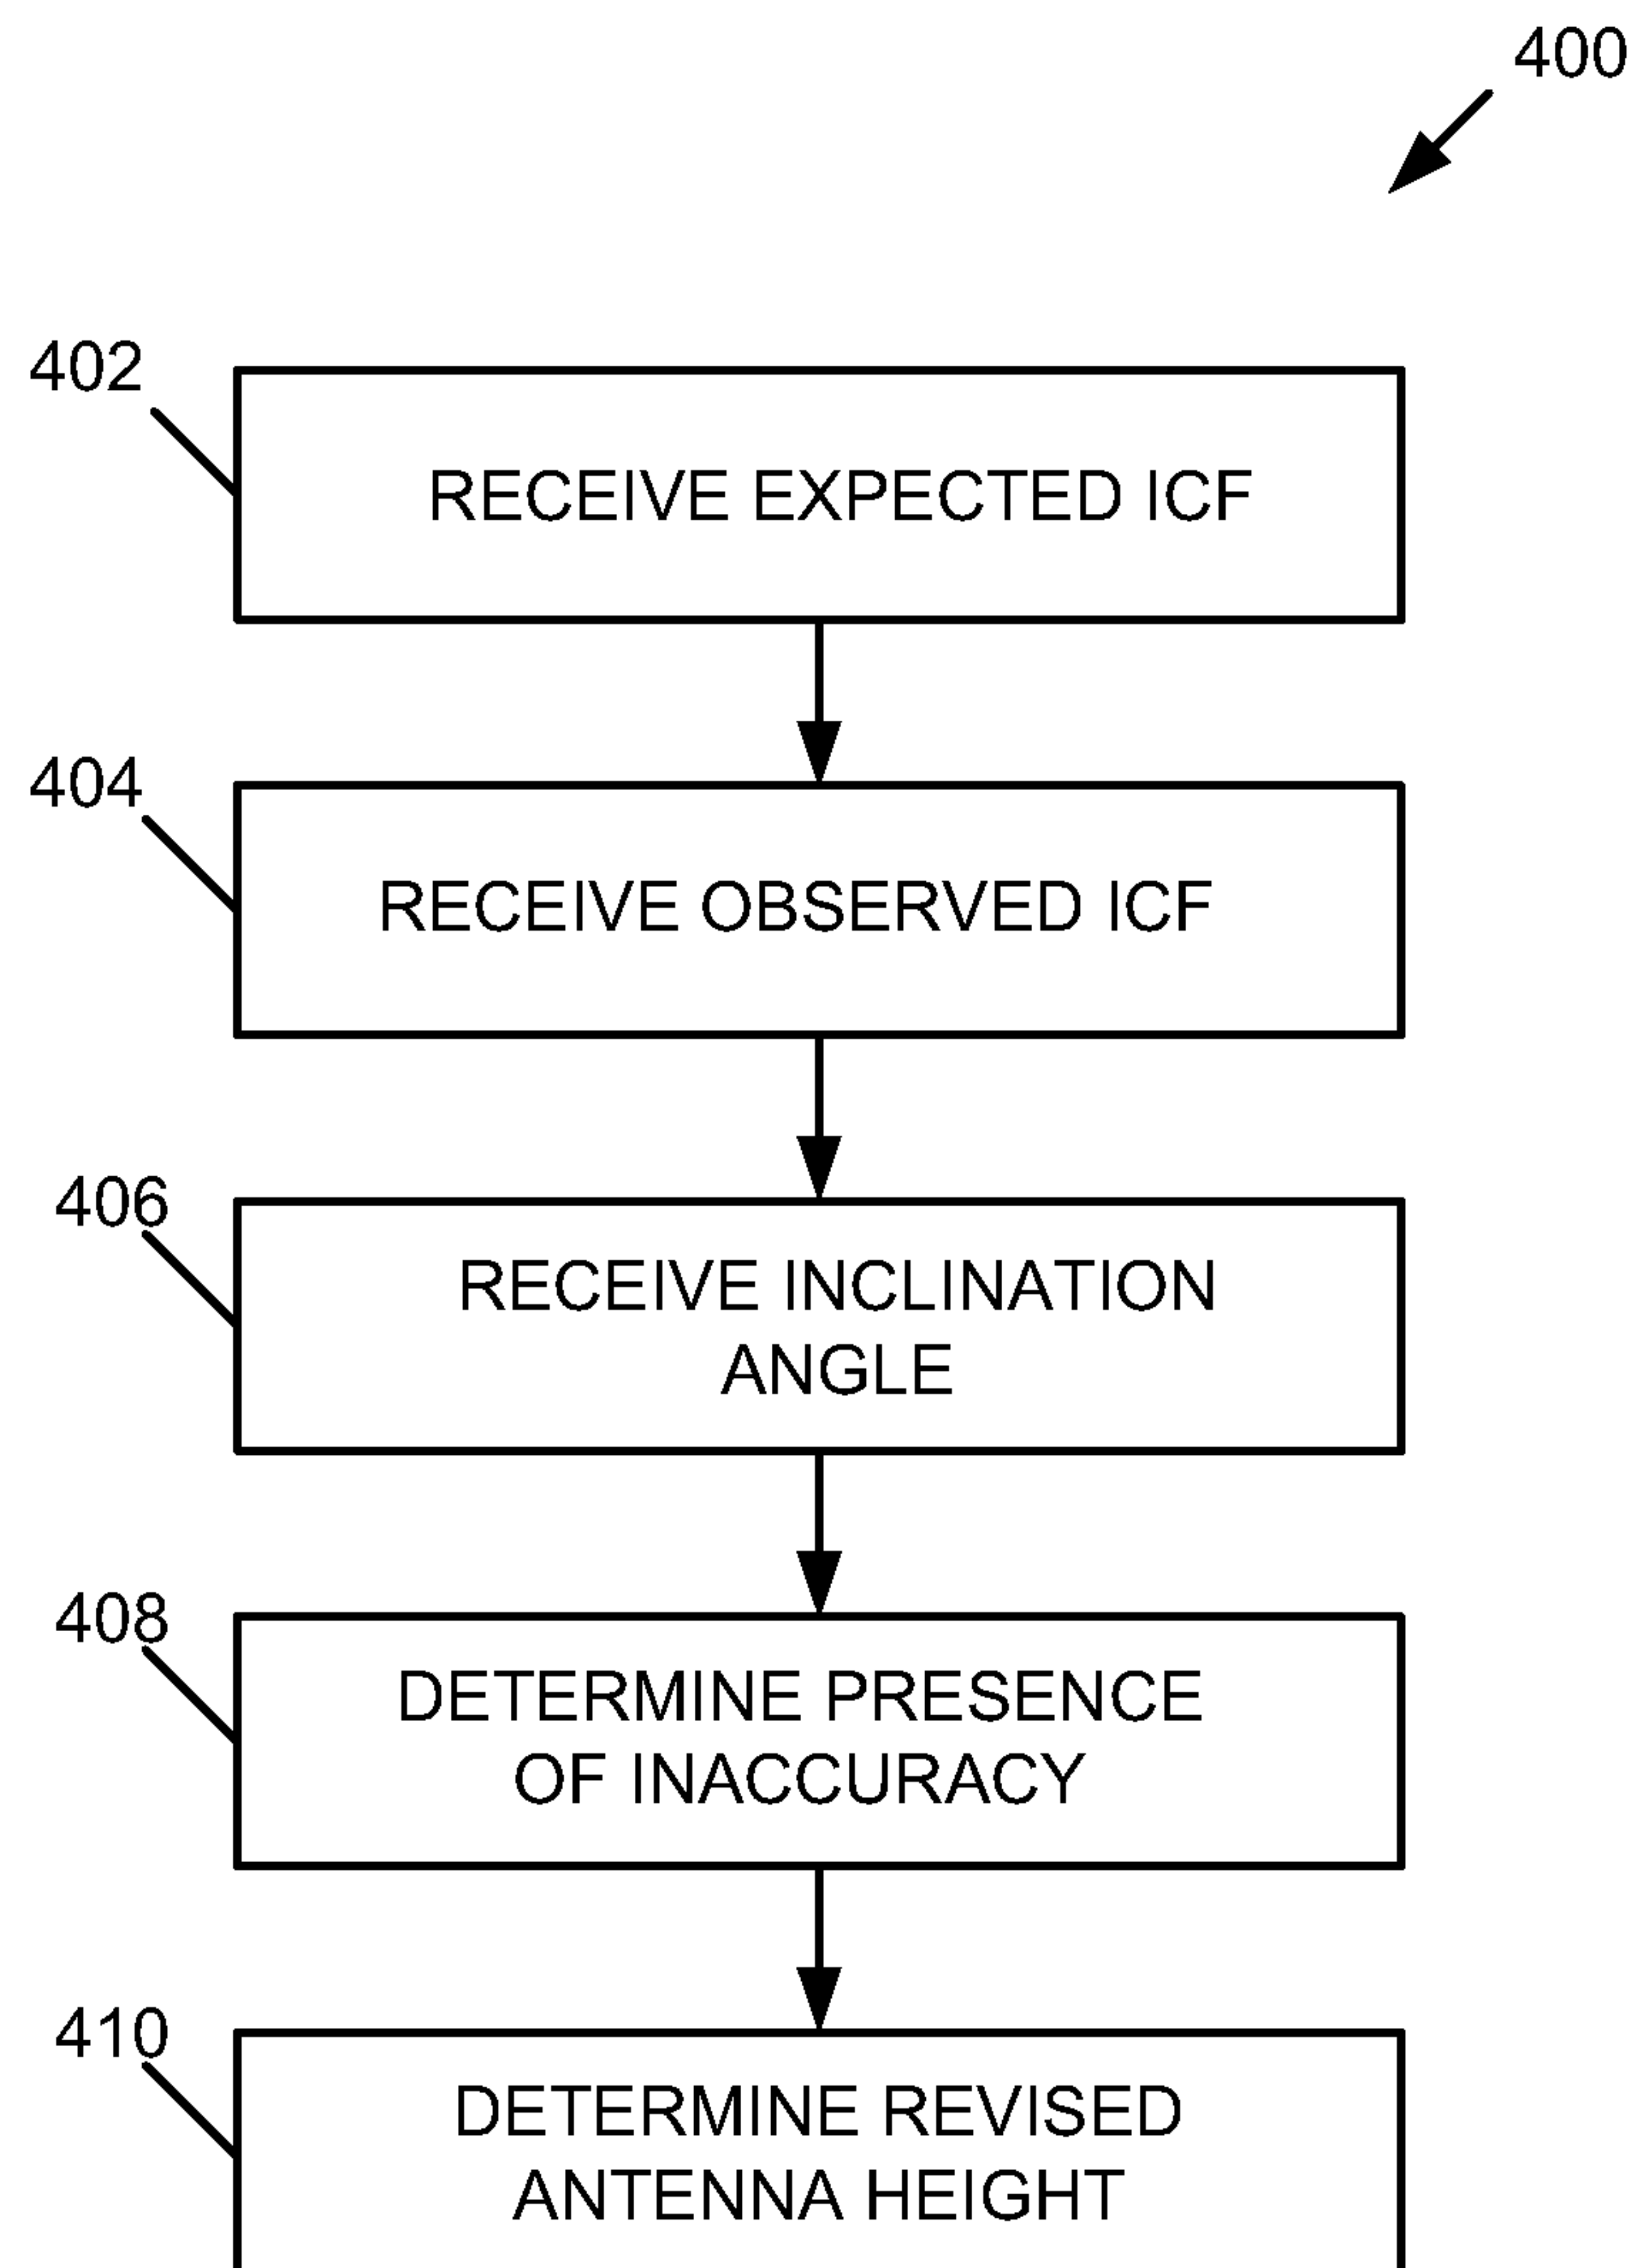 400
402
RECEIVE EXPECTED ICF
404
RECEIVE OBSERVED ICF
406
RECEIVE INCLINATION
ANGLE
408
DETERMINE PRESENCE
OF INACCURACY
410
DETERMINE REVISED
ANTENNA HEIGHT